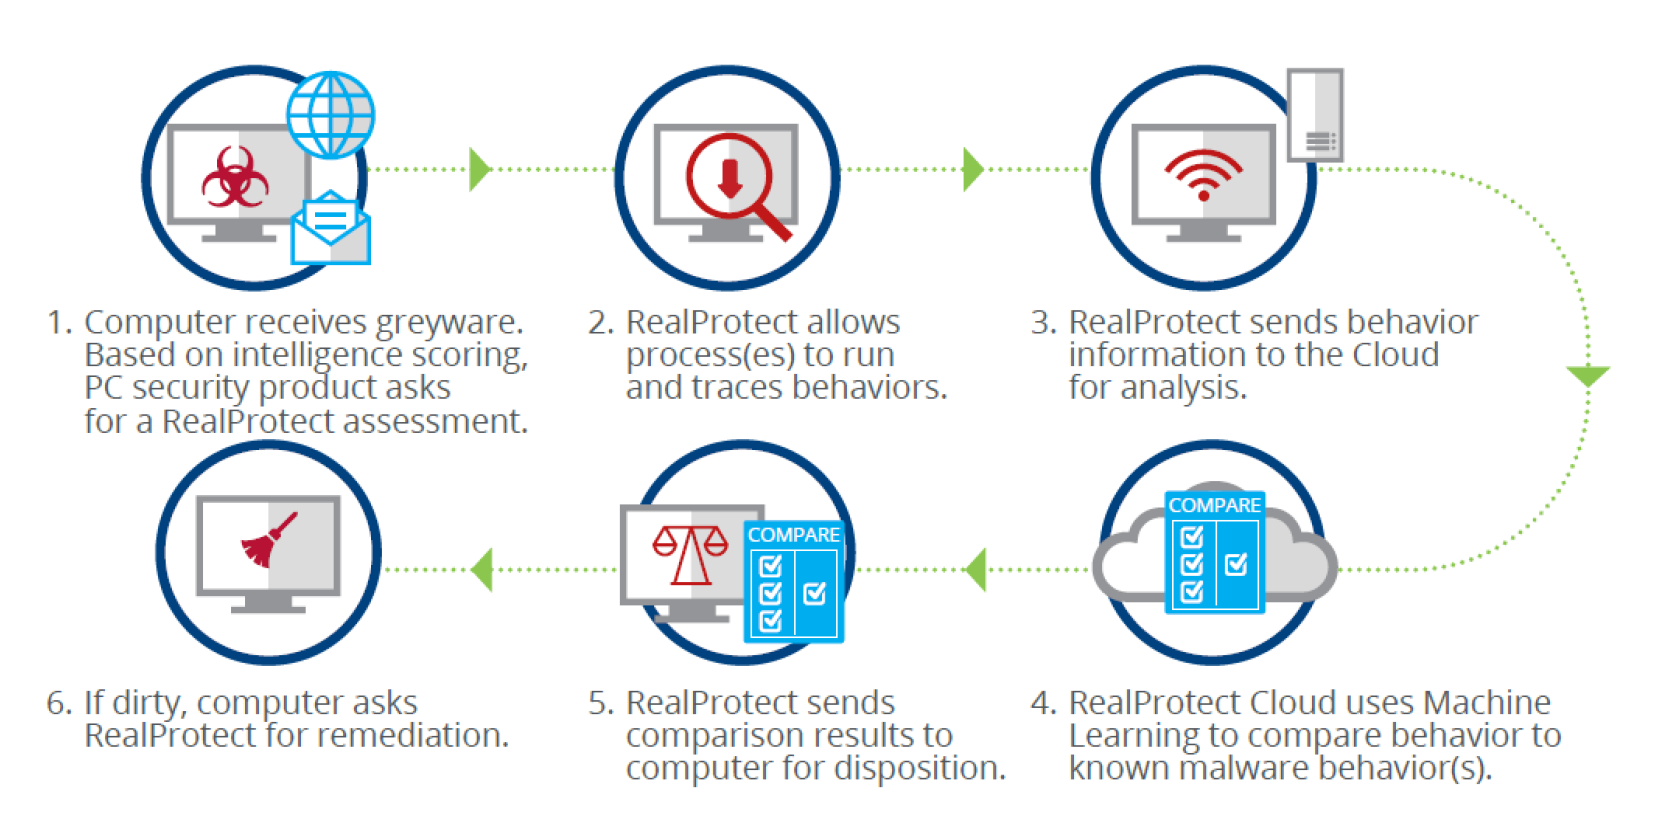 1. Computer receives greyware.
Based on intelligence scoring,
PC security product asks
for a RealProtect assessment.
2. RealProtect allows
process(es) to run
and traces behaviors.
3. RealProtect sends behavior
information to the Cloud
for analysis.
COMPARE
4. RealProtect Cloud uses Machine
Learning to compare behavior to
known malware behavior(s).
COMPARE
5. RealProtect sends
comparison results to
computer for disposition.
6. If dirty, computer asks
RealProtect for remediation.